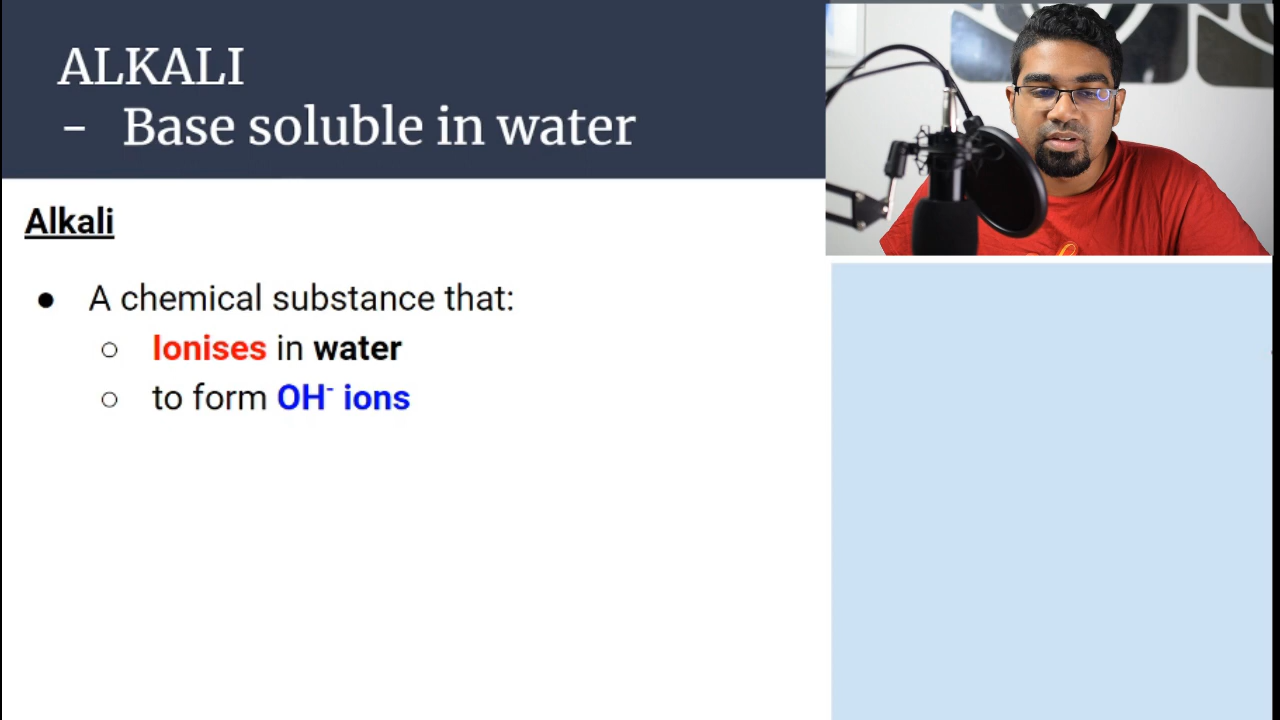 ALKALI
- Base soluble in water
Alkali
● A chemical substance that:
○ Ionises in water
○ to form OH⁻ ions